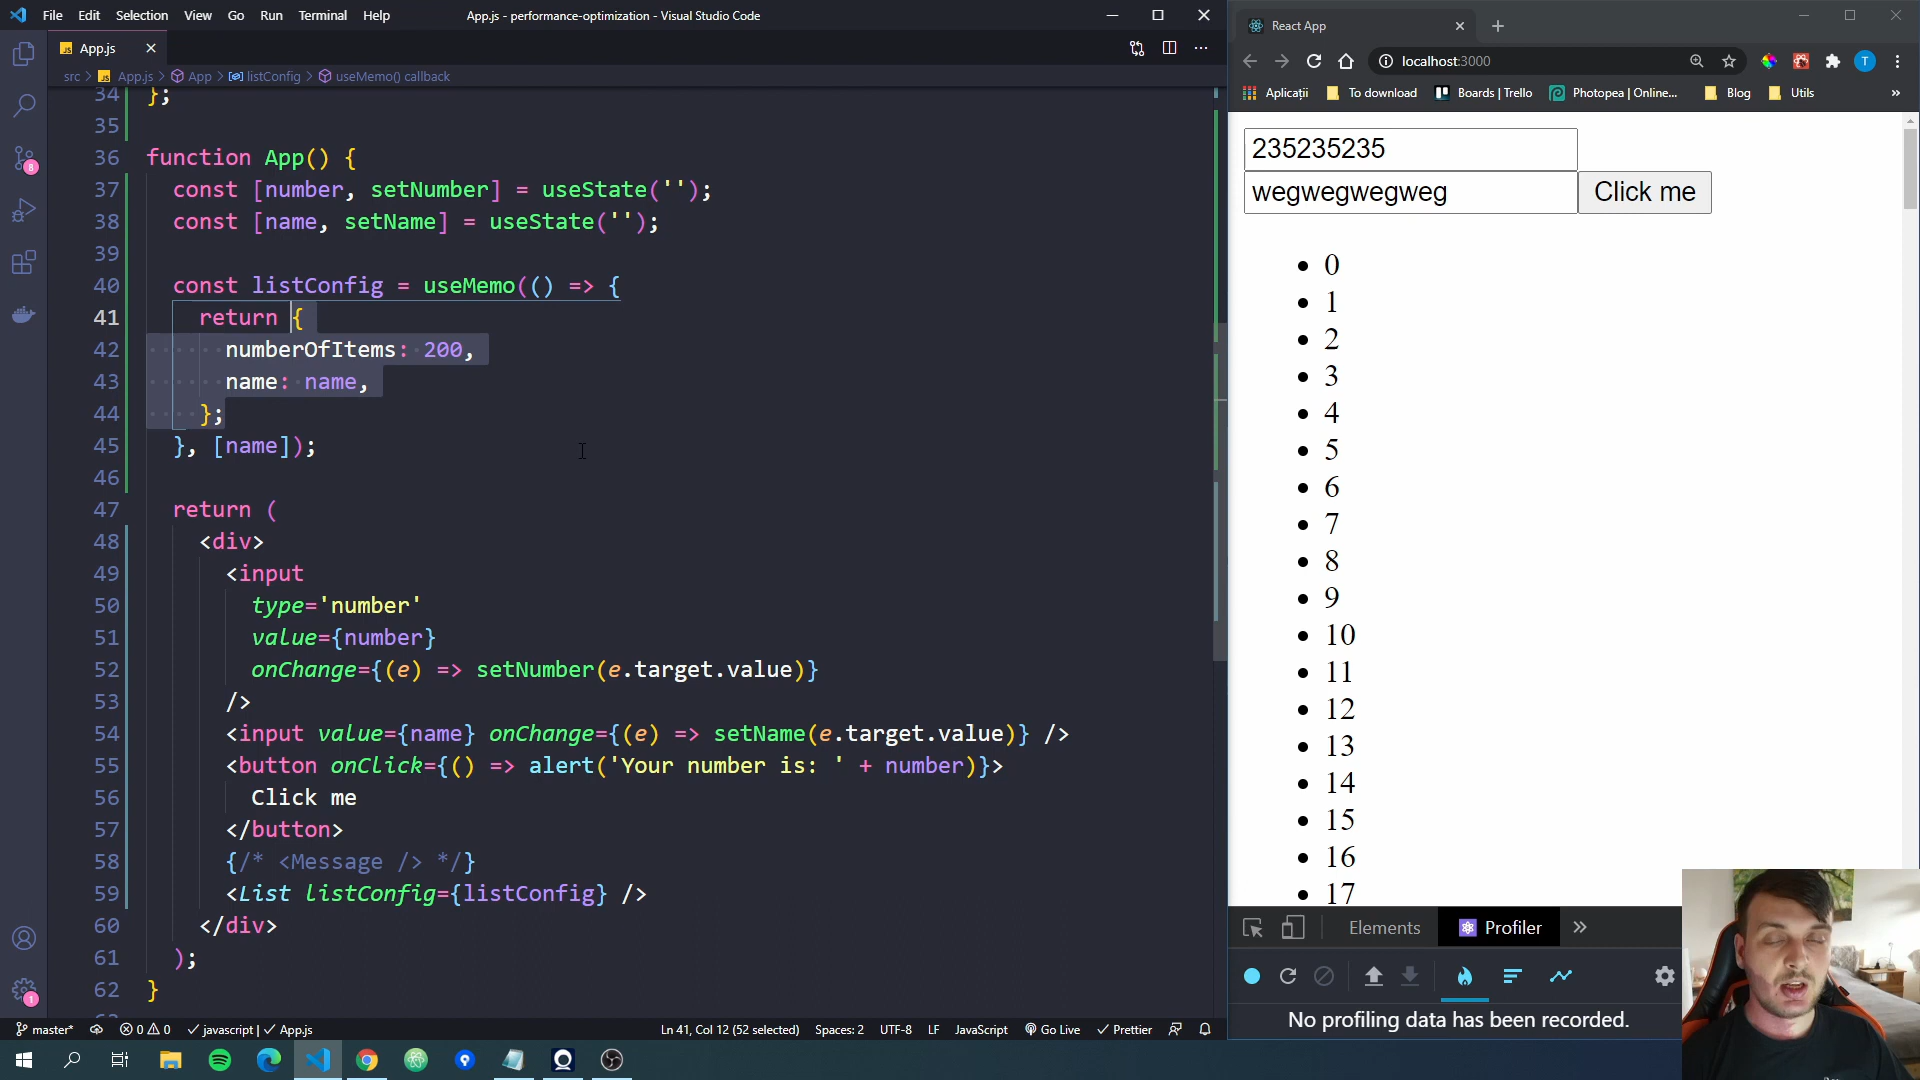 File Edit Selection View Go Run Terminal Help
App.js - performance-optimization - Visual Studio Code
JS App.js
src > JS App.js > App > listConfig > useMemo() callback
34 };
35
36 function App() {
37 const [number, setNumber] = useState('');
38 const [name, setName] = useState('');
39
40 const listConfig = useMemo(() => {
41 return {
42 numberOfItems: 200,
43 name: name,
44 };
45 }, [name]);
46
47 return (
48 <div>
49 <input
50 type='number'
51 value={number}
52 onChange={(e) => setNumber(e.target.value)}
53 />
54 <input value={name} onChange={(e) => setName(e.target.value)} />
55 <button onClick={() => alert('Your number is: ' + number)}>
56 Click me
57 </button>
58 {/* <Message /> */}
59 <List listConfig={listConfig} />
60 </div>
61 );
62 }
8
1
master* 0 0 javascript | App.js
Ln 41, Col 12 (52 selected) Spaces: 2 UTF-8 LF JavaScript Go Live Prettier
React App
localhost:3000
T
Aplicații To download Boards | Trello Photopea | Online... Blog Utils »
235235235
wegwegwegweg Click me
0
1
2
3
4
5
6
7
8
9
10
11
12
13
14
15
16
17
Elements Profiler »
No profiling data has been recorded.